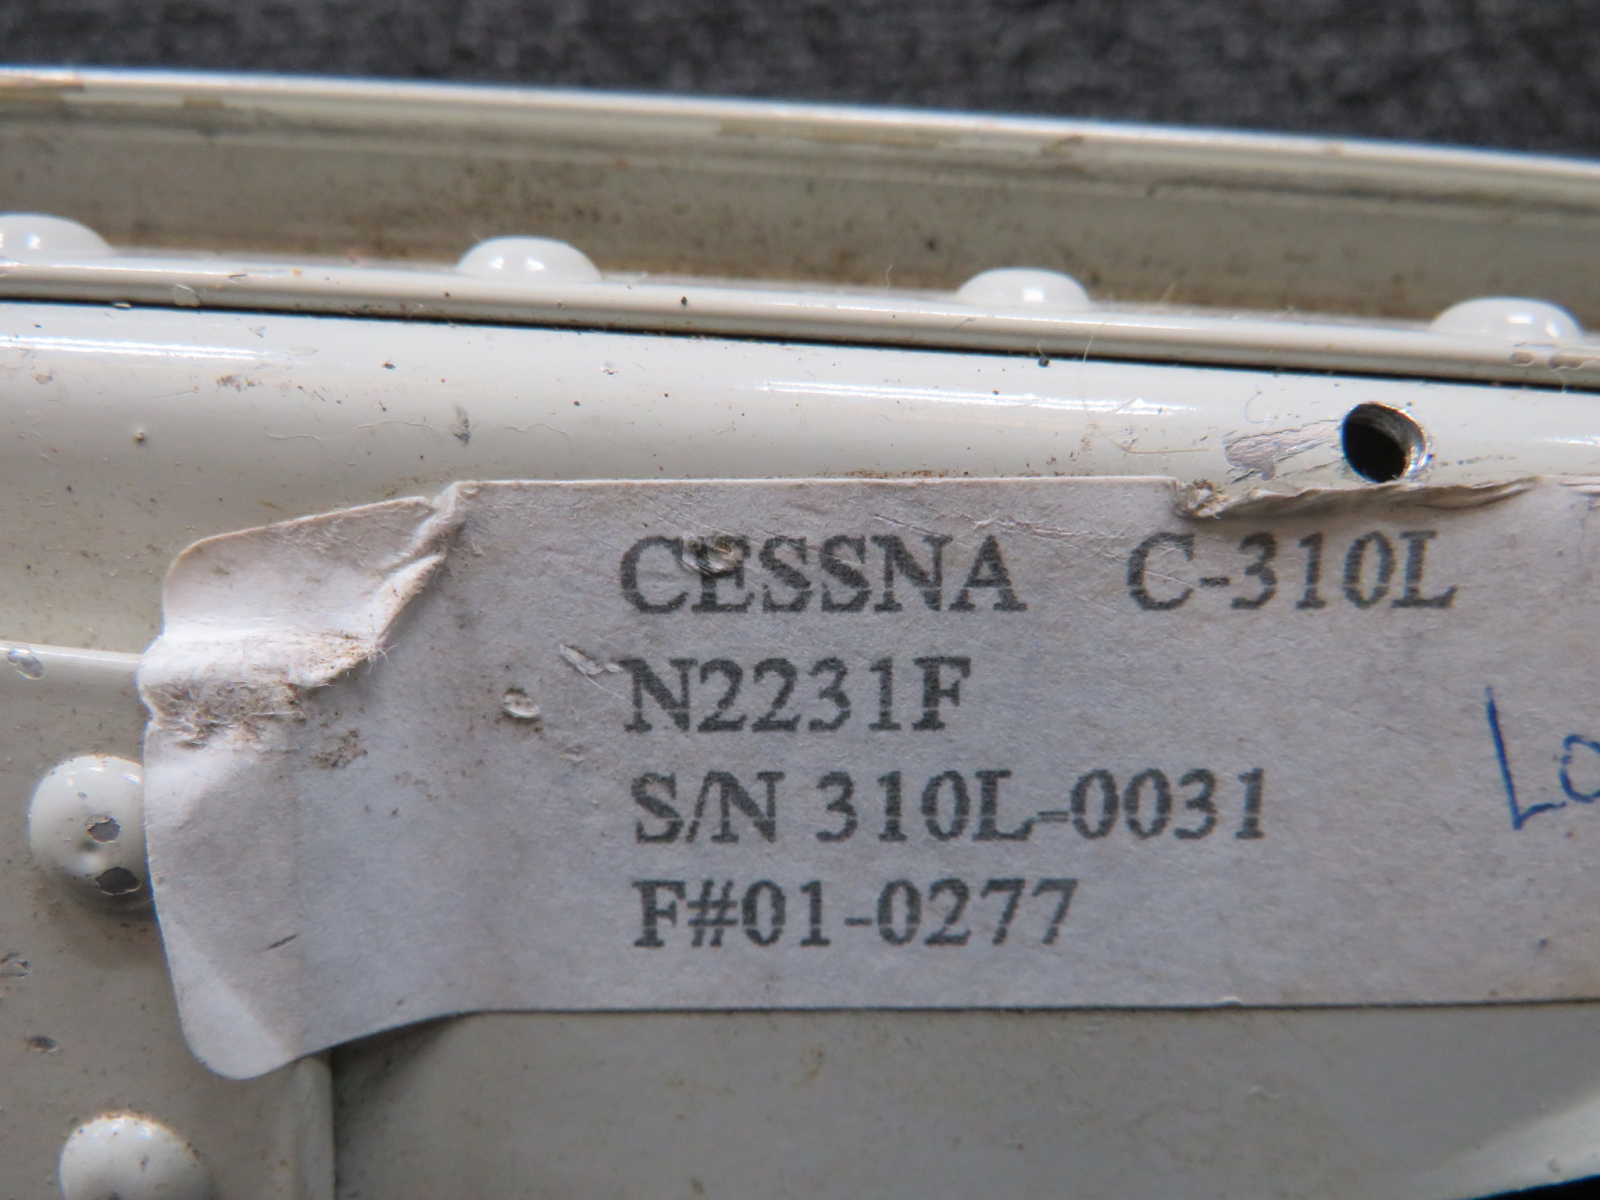 CESSNA C-310L
N2231F
S/N 310L-0031
F#01-0277